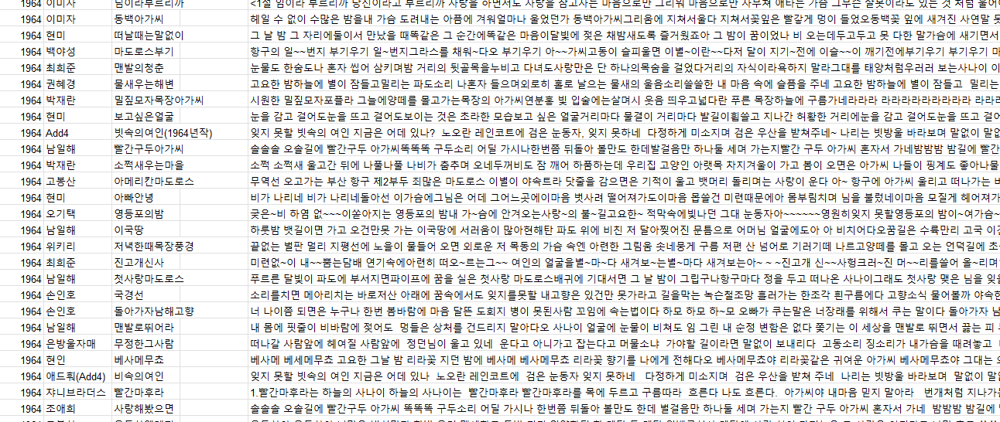 1964 이미자 님이라부르리까 <1절 임이라 부르리까 당신이라고 부르리까 사랑을 하면서도 사랑을 참고사는 마음으로만 그리워 마음으로만 사무쳐 애타는 가슴 그무슨 잘못이라도 있는 것 처럼 울어
1964 이미자 동백아가씨 헤일 수 없이 수많은 밤을내 가슴 도려내는 아픔에 겨워얼마나 울었던가 동백아가씨그리움에 지쳐서울다 지쳐서꽃잎은 빨갛게 멍이 들었오동백꽃 잎에 새겨진 사연말 못
1964 현미 떠날때는말없이 그 날 밤 그 자리에둘이서 만났을 때똑같은 그 순간에똑같은 마음이달빛에 젖은 채밤새도록 즐거웠죠아 그 밤이 꿈이었나 비 오는데두고두고 못 다한 말가슴에 새기면서
1964 백야성 마도로스부기 항구의 일~~번지 부기우기 일~번지그라스를 채워~다오 부기우기 아~~가씨고동이 슬피울면 이별~이란~~다저 달이 지기~전에 이슬~~이 깨기전에부기우기 부기우기 마
1964 최희준 맨발의청춘 눈물도 한숨도나 혼자 씹어 삼키며밤 거리의 뒷골목을누비고 다녀도사랑만은 단 하나의목숨을 걸었다거리의 자식이라욕하지 말라그대를 태양처럼우러러 보는사나이 이
1964 권혜경 물새우는해변 고요한 밤하늘에 별이 잠들고밀리는 파도소리 나혼자 들으며외로히 홀로 날으는 물새의 울음소리쓸쓸한 내 마음 속에 슬픔을 주네 고요한 밤하늘에 별이 잠들고  밀리는
1964 박재란 밀짚모자목장아가씨 시원한 밀짚모자포플라 그늘에양떼를 몰고가는목장의 아가씨연분홍 빛 입술에는살며시 웃음 띄우고넓다란 푸른 목장하늘에 구름가네라라라 라라라라라라라라라 라라라
1964 현미 보고싶은얼굴 눈을 감고 걸어도눈을 뜨고 걸어도보이는 것은 초라한 모습보고 싶은 얼굴거리마다 물결이 거리마다 발길이휩쓸고 지나간 허황한 거리에눈을 감고 걸어도눈을 뜨고 걸어
1964 Add4 빗속의여인(1964년작) 잊지 못할 빗속의 여인 지금은 어데 있나?  노오란 레인코트에 검은 눈동자, 잊지 못하네  다정하게 미소지며 검은 우산을 받쳐주네~ 나리는 빗방울 바라보며 말없이 말없
1964 남일해 빨간구두아가씨 솔솔솔 오솔길에 빨간구두 아가씨똑똑똑 구두소리 어딜 가시나한번쯤 뒤돌아 볼만도 한데발걸음만 하나둘 세며 가는지빨간구두 아가씨 혼자서 가네밤밤밤 밤길에 빨간
1964 박재란 소쩍새우는마을 소쩍 소쩍새 울고간 뒤에 나풀나풀 나비가 춤추며 오네두꺼비도 잠 깨어 하품하는데 우리집 고양인 아랫목 차지겨울이 가고 봄이 오면은 아가씨 나들이 핑계도 좋아나물
1964 고봉산 아메리칸마도로스 무역선 오고가는 부산 항구 제2부두 죄많은 마도로스 이별이 야속트라 닷줄을 감으면은 기적이 울고 뱃머리 돌리며는 사랑이 운다 아~ 항구에 아가씨 울리고 떠나가는 버
1964 현미 아빠안녕 비가 나리네 비가 나리네돌아선 이가슴에그님은 어데 그어느곳에이마음 벗사려 떨어져가도이마음 몹쓸건 미련때문에아 몸부림치며 님을 불렀네이마음 모질게 헤어져가
1964 오기택 영등포의밤 궂은~비 하염 없~~~이쏟아지는 영등포의 밤내 가~슴에 안겨오는사랑~의 불~길고요한~ 적막속에빛나던 그대 눈동자아~~~~~~영원히잊지 못할영등포의 밤이~여가슴~
1964 남일해 이국땅 하룻밤 뱃길이면 가고 오건만못 가는 이국땅에 서러움이 많아현해탄 파도 위에 비친 저 달아찢어진 문틈으로 어머님 얼굴에도아 아 비치어다오꿈길은 수륙만리 고국 이
1964 위키리 저녁한때목장풍경 끝없는 벌판 멀리 지평선에 노을이 물들어 오면 외로운 저 목동의 가슴 속엔 아련한 그림움 솟네뭉게 구름 저편 산 넘어로 기러기떼 나르고양떼를 몰고 오는 언덕길에 초
1964 최희준 진고개신사 미련없~이 내~~뿜는담배 연기속에아련히 떠오~르는그~~ 여인의 얼굴을별~마~다 새겨보~는별~마다 새겨보는아~ ~ ~진고개 신~~사헝크러~진 머~~리를쓸어 올~리며
1964 남일해 첫사랑마도로스 푸르른 달빛이 파도에 부서지면파이프에 꿈을 실은 첫사랑 마도로스배귀에 기대서면 그 날 밤이 그립구나항구마다 정을 두고 떠나온 사나이그래도 첫사랑 맺은 님을 잊을
1964 손인호 국경선 소리를치면 메아리치는 바로저산 아래에 꿈속에서도 잊지를못할 내고향은 있건만 못가라고 길을막는 녹슨철조망 흘러가는 한조각 흰구름에다 고향소식 물어볼까 야속한
1964 손인호 돌아가자남해고향 너 나이쯤 되면은 누구나 한번 봄바람에 마음 달뜬 도회지 병이 못된사람 꼬임에 속는법이다 하모 하모 하~모 오빠가 쿠는말은 너장래를 위해서 쿠는 말이다 돌아가자 남
1964 남일해 맨발로뛰어라 내 몸에 핏줄이 비바람에 젖어도  멍들은 상처를 건드리지 말아다오 사나이 얼굴에 눈물이 비쳐도 임 그린 내 순정 변함은 없다 쫓기는 이 세상을 맨발로 뛰면서 끓는 피
1964 은방울자매 무정한그사람 떠나갈 사람앞에 헤여질 사람앞에  정던님이 울고 있네  운다고 아니가고 잡는다고 머물소냐  가야할 길이라면 말없이 보내리다  고동소리 징소리가 내가슴을 때려놓고
1964 현인 베사메무쵸 베사메 베세메무쵸 고요한 그날 밤 리라꽃 지던 밤에 베사메 베사메무쵸 리라꽃 향기를 나에게 전해다오 베사메무쵸야 리라꽃같은 귀여운 아가씨 베사메무쵸야 그대는 외
1964 애드훠(Add4) 비속의여인 잊지 못할 빗속의 여인 지금은 어데 있나  노오란 레인코트에  검은 눈동자 잊지 못하네   다정하게 미소지며  검은 우산을 받쳐 주네  나리는 빗방울 바라보며  말없이 말없
1964 쟈니브라더스 빨간마후라 1.빨간마후라는 하늘의 사나이 하늘의 사나이는  빨간마후라 빨간마후라를 목에 두르고 구름따라  흐른다 나도 흐른다.  아가씨야 내마음 믿지 말아라   번개처럼 지나가는
1964 조애희 사랑해봤으면 솔솔솔 오솔길에 빨간구두 아가씨 똑똑똑 구두소리 어딜 가시나 한번쯤 뒤돌아 볼만도 한데 벌걸음만 하나둘 세며 가는지 빨간 구두 아가씨 혼자서 가네  밤밤밤 밤길에